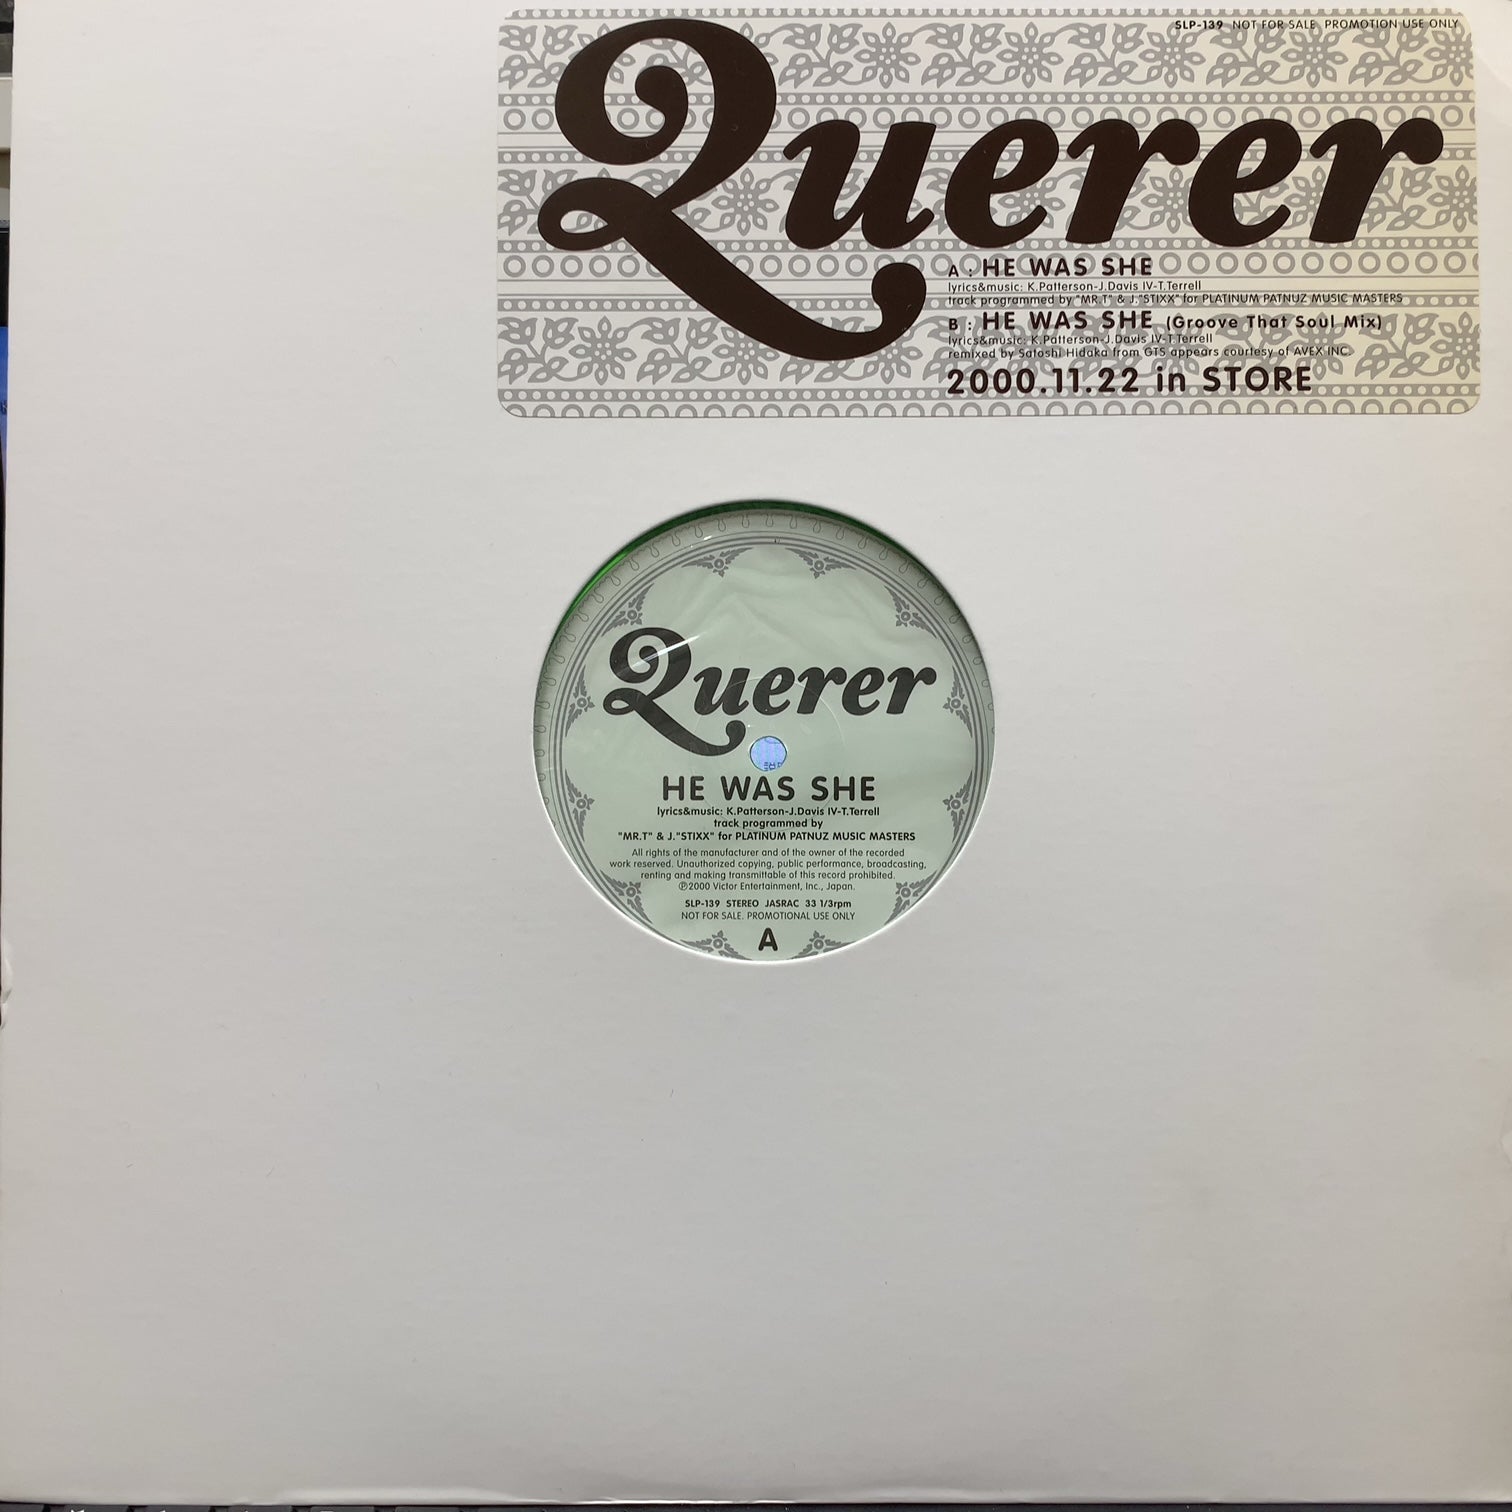 SLP-139 NOT FOR SALE. PROMOTION USE ONLY
Querer
A : HE WAS SHE
lyrics&music: K.Patterson-J.Davis IV-T.Terrell
track programmed by "MR.T" & J."STIXX" for PLATINUM PATNUZ MUSIC MASTERS
B : HE WAS SHE (Groove That Soul Mix)
lyrics&music: K.Patterson-J.Davis IV-T.Terrell
remixed by Satoshi Hidaka from GTS appears courtesy of AVEX INC.
2000.11.22 in STORE
Querer
HE WAS SHE
lyrics&music: K.Patterson-J.Davis IV-T.Terrell
track programmed by
"MR.T" & J."STIXX" for PLATINUM PATNUZ MUSIC MASTERS
All rights of the manufacturer and of the owner of the recorded
work reserved. Unauthorized copying, public performance, broadcasting,
renting and making transmittable of this record prohibited.
℗2000 Victor Entertainment, Inc., Japan.
SLP-139 STEREO JASRAC 33 1/3rpm
NOT FOR SALE. PROMOTIONAL USE ONLY
A